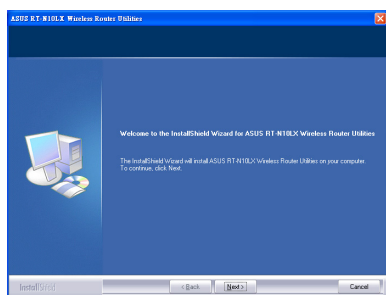 ASUS RT-N10LX Wireless Router Utilities
Welcome to the InstallShield Wizard for ASUS RT-N10LX Wireless Router Utilities
The InstallShield Wizard will install ASUS RT-N10LX Wireless Router Utilities on your computer.
To continue, click Next.
InstallShield
< Back
Next >
Cancel